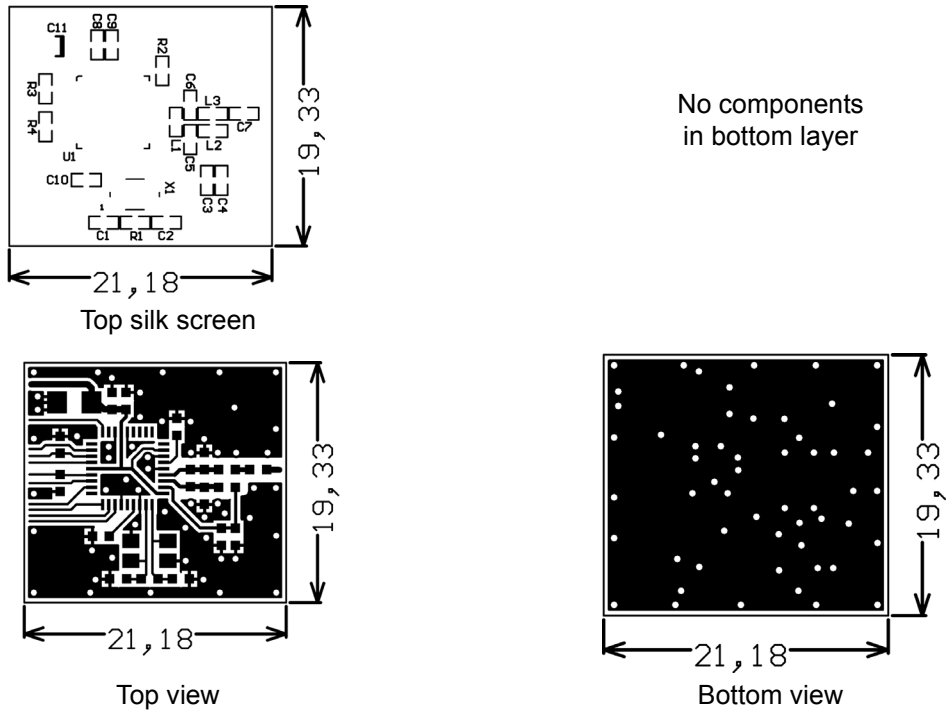 C11
C8
C9
R2
R3
C6
L3
C7
R4
L1
L2
C5
U1
C10
X1
1
C3
C4
C1
R1
C2
19,33
21,18
Top silk screen
No components
in bottom layer
19,33
21,18
Top view
19,33
21,18
Bottom view